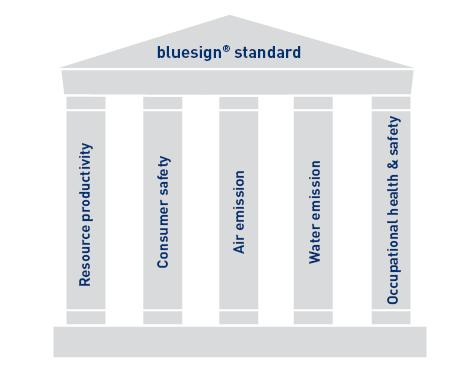 bluesign® standard
Resource productivity
Consumer safety
Air emission
Water emission
Occupational health & safety